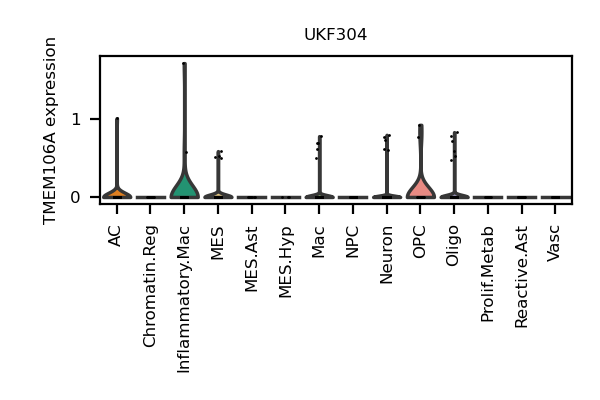 UKF304
TMEM106A expression
1
0
AC
Chromatin.Reg
Inflammatory.Mac
MES
MES.Ast
MES.Hyp
Mac
NPC
Neuron
OPC
Oligo
Prolif.Metab
Reactive.Ast
Vasc